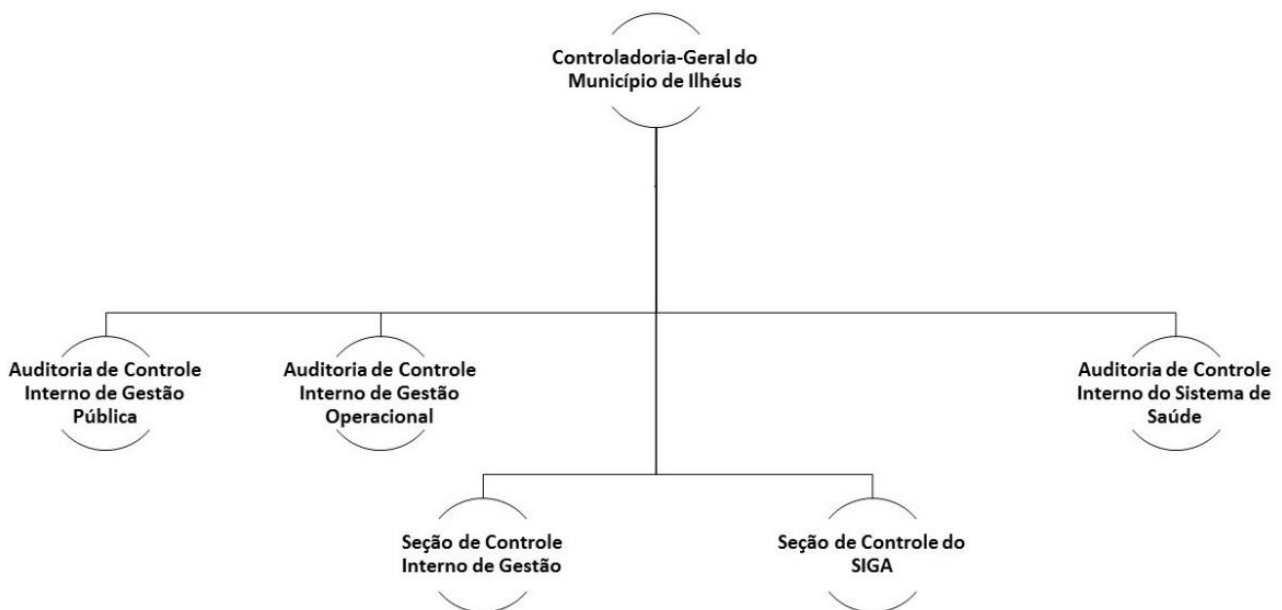 Controladoria-Geral do
Município de Ilhéus
Auditoria de Controle
Interno de Gestão
Pública
Auditoria de Controle
Interno de Gestão
Operacional
Auditoria de Controle
Interno do Sistema de
Saúde
Seção de Controle
Interno de Gestão
Seção de Controle do
SIGA